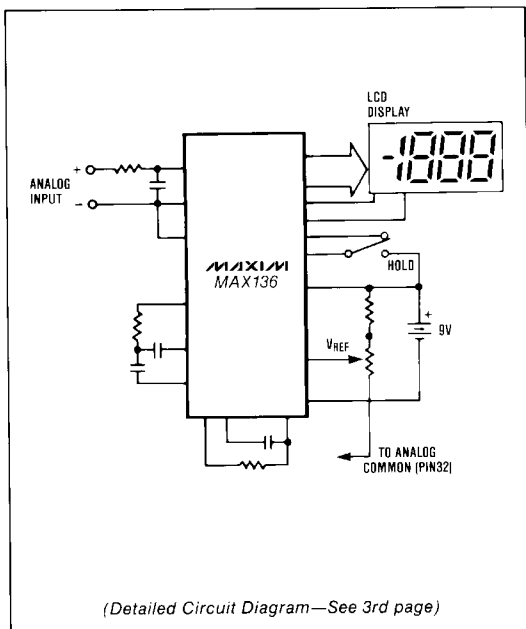 LCD
DISPLAY
-1888
+
ANALOG
INPUT
-
MAXIM
MAX136
HOLD
+
9V
VREF
TO ANALOG
COMMON (PIN32)
(Detailed Circuit Diagram—See 3rd page)